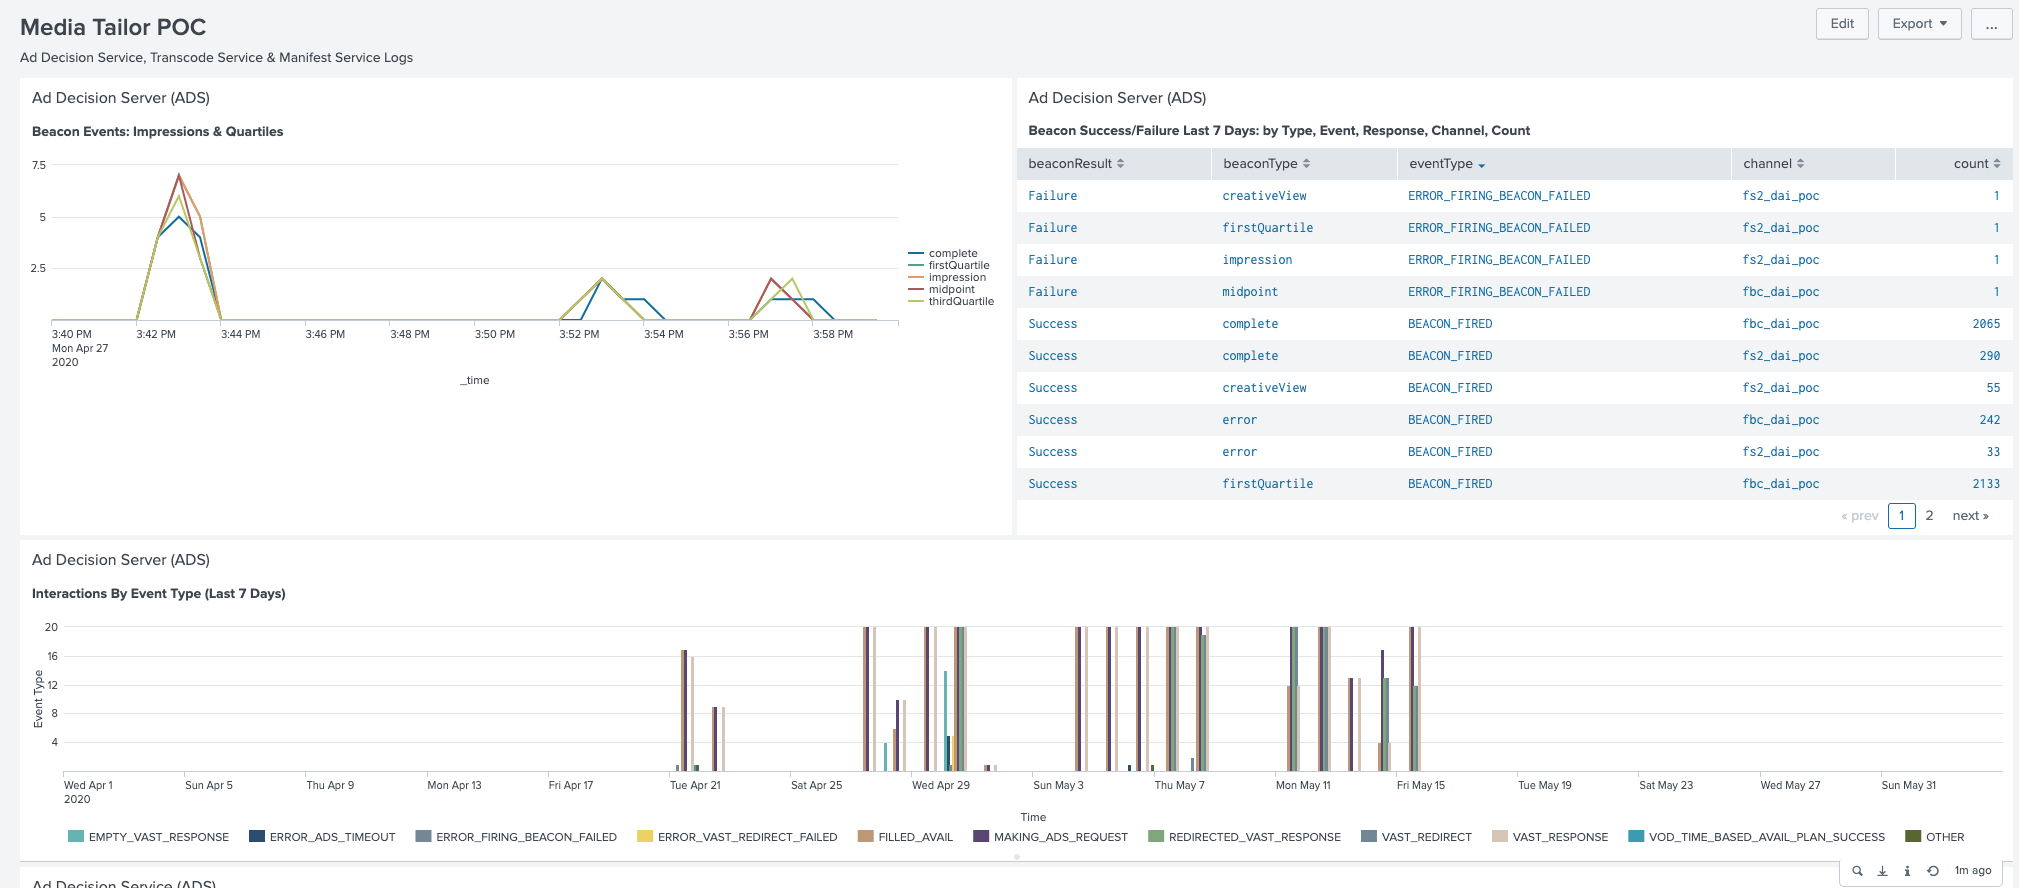 Media Tailor POC
Edit
Export
...
Ad Decision Service, Transcode Service & Manifest Service Logs
Ad Decision Server (ADS)
Beacon Events: Impressions & Quartiles
7.5
5
2.5
3:40 PM 3:42 PM 3:44 PM 3:46 PM 3:48 PM 3:50 PM 3:52 PM 3:54 PM 3:56 PM 3:58 PM
Mon Apr 27
2020
_time
complete
firstQuartile
impression
midpoint
thirdQuartile
Ad Decision Server (ADS)
Beacon Success/Failure Last 7 Days: by Type, Event, Response, Channel, Count
beaconResult beaconType eventType channel count
Failure creativeView ERROR_FIRING_BEACON_FAILED fs2_dai_poc 1
Failure firstQuartile ERROR_FIRING_BEACON_FAILED fs2_dai_poc 1
Failure impression ERROR_FIRING_BEACON_FAILED fs2_dai_poc 1
Failure midpoint ERROR_FIRING_BEACON_FAILED fbc_dai_poc 1
Success complete BEACON_FIRED fbc_dai_poc 2065
Success complete BEACON_FIRED fs2_dai_poc 290
Success creativeView BEACON_FIRED fs2_dai_poc 55
Success error BEACON_FIRED fbc_dai_poc 242
Success error BEACON_FIRED fs2_dai_poc 33
Success firstQuartile BEACON_FIRED fbc_dai_poc 2133
« prev 1 2 next »
Ad Decision Server (ADS)
Interactions By Event Type (Last 7 Days)
Event Type
20
16
12
8
4
Wed Apr 1 Sun Apr 5 Thu Apr 9 Mon Apr 13 Fri Apr 17 Tue Apr 21 Sat Apr 25 Wed Apr 29 Sun May 3 Thu May 7 Mon May 11 Fri May 15 Tue May 19 Sat May 23 Wed May 27 Sun May 31
2020
Time
EMPTY_VAST_RESPONSE ERROR_ADS_TIMEOUT ERROR_FIRING_BEACON_FAILED ERROR_VAST_REDIRECT_FAILED FILLED_AVAIL MAKING_ADS_REQUEST REDIRECTED_VAST_RESPONSE VAST_REDIRECT VAST_RESPONSE VOD_TIME_BASED_AVAIL_PLAN_SUCCESS OTHER
1m ago
Ad Decision Service (ADS)